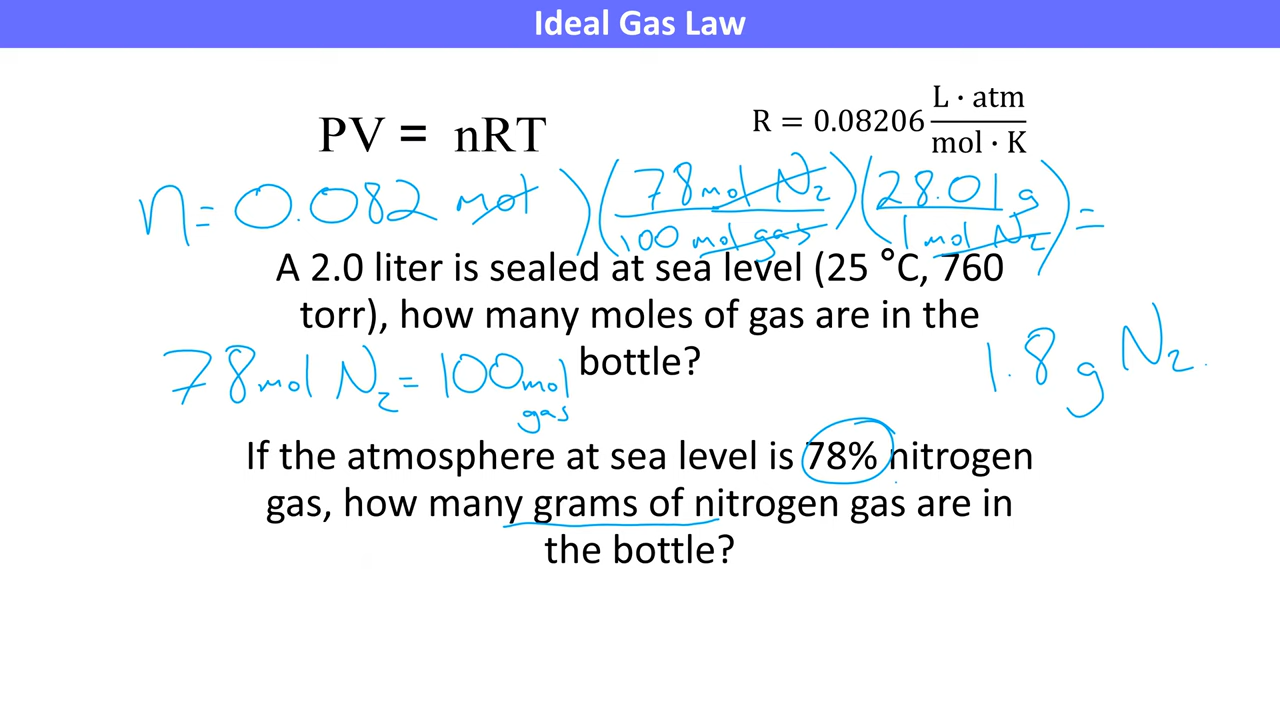 Ideal Gas Law
PV = nRT
R = 0.08206 L · atm / mol · K
n = 0.082 mol ) ( 78 mol N₂ / 100 mol gas ) ( 28.01 g / 1 mol N₂ ) =
A 2.0 liter is sealed at sea level (25 °C, 760
torr), how many moles of gas are in the
bottle?
78 mol N₂ = 100 mol
gas
1.8 g N₂.
If the atmosphere at sea level is 78% nitrogen
gas, how many grams of nitrogen gas are in
the bottle?